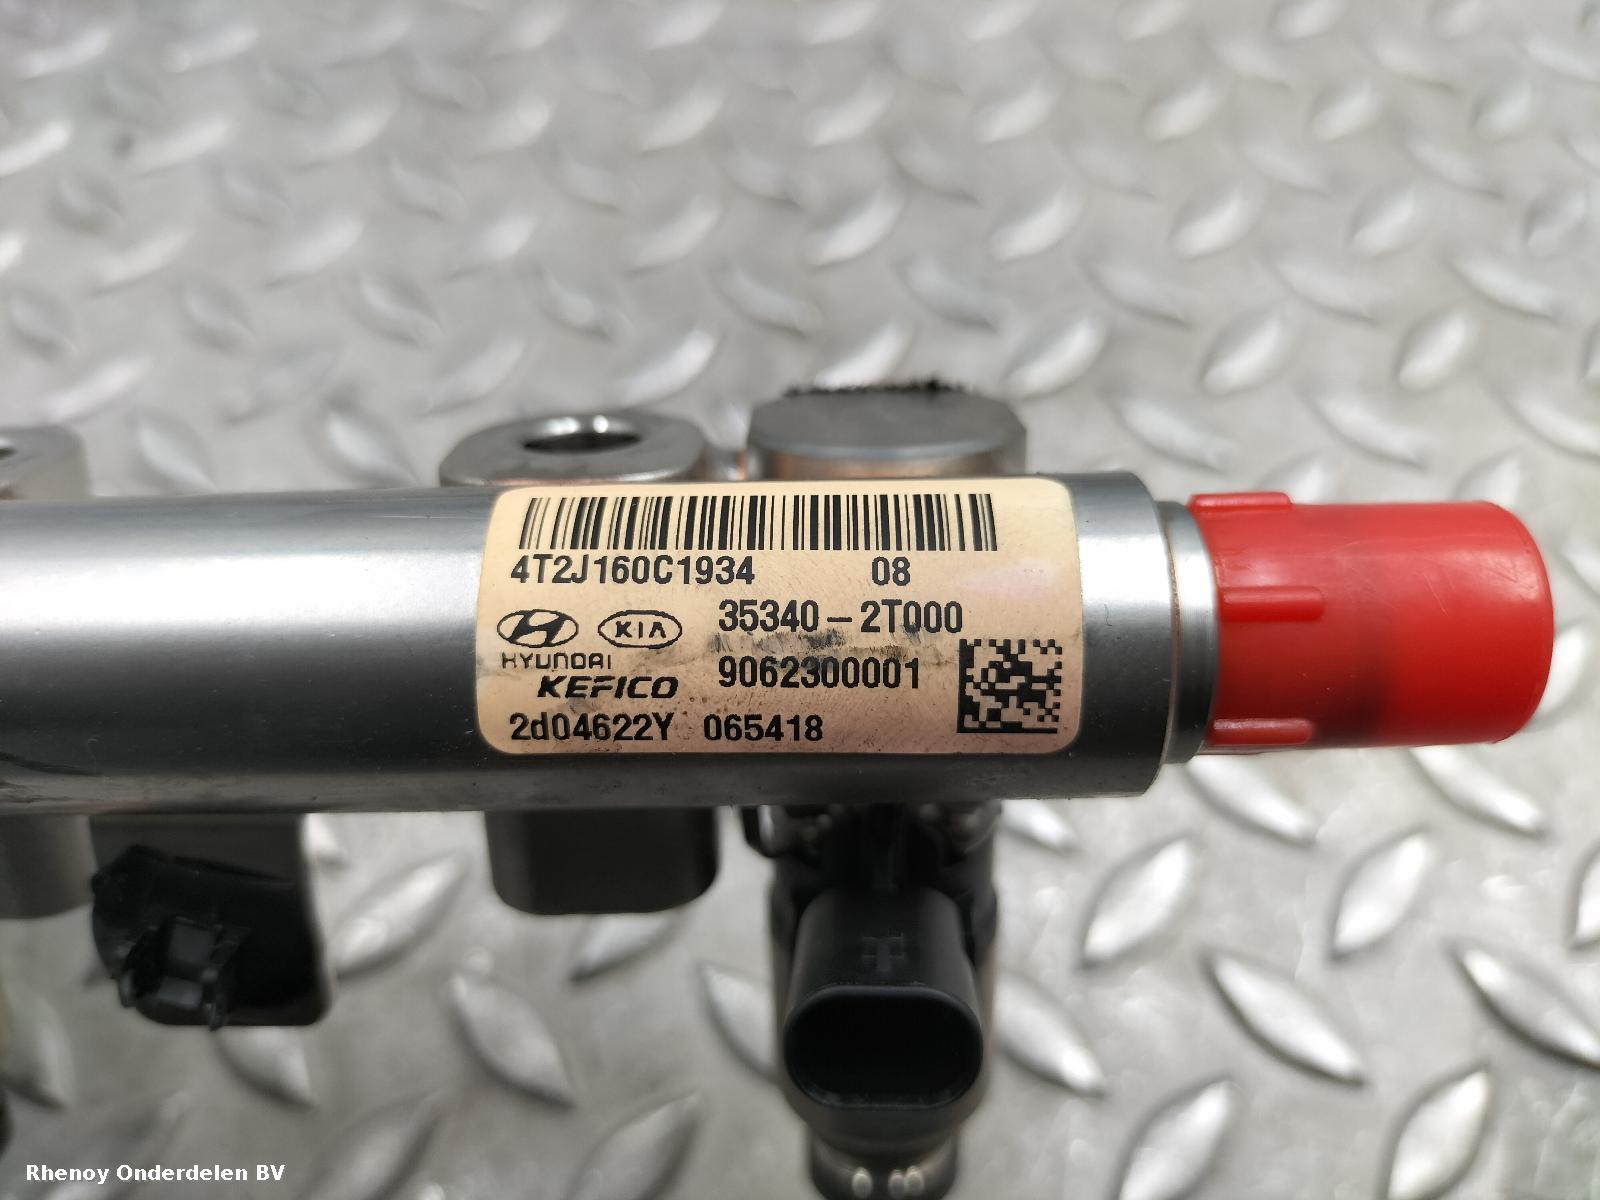 4T2J160C1934 08
35340-2T000
KIA
HYUNDAI
KEFICO
9062300001
2d04622Y 065418
Rhenoy Onderdelen BV